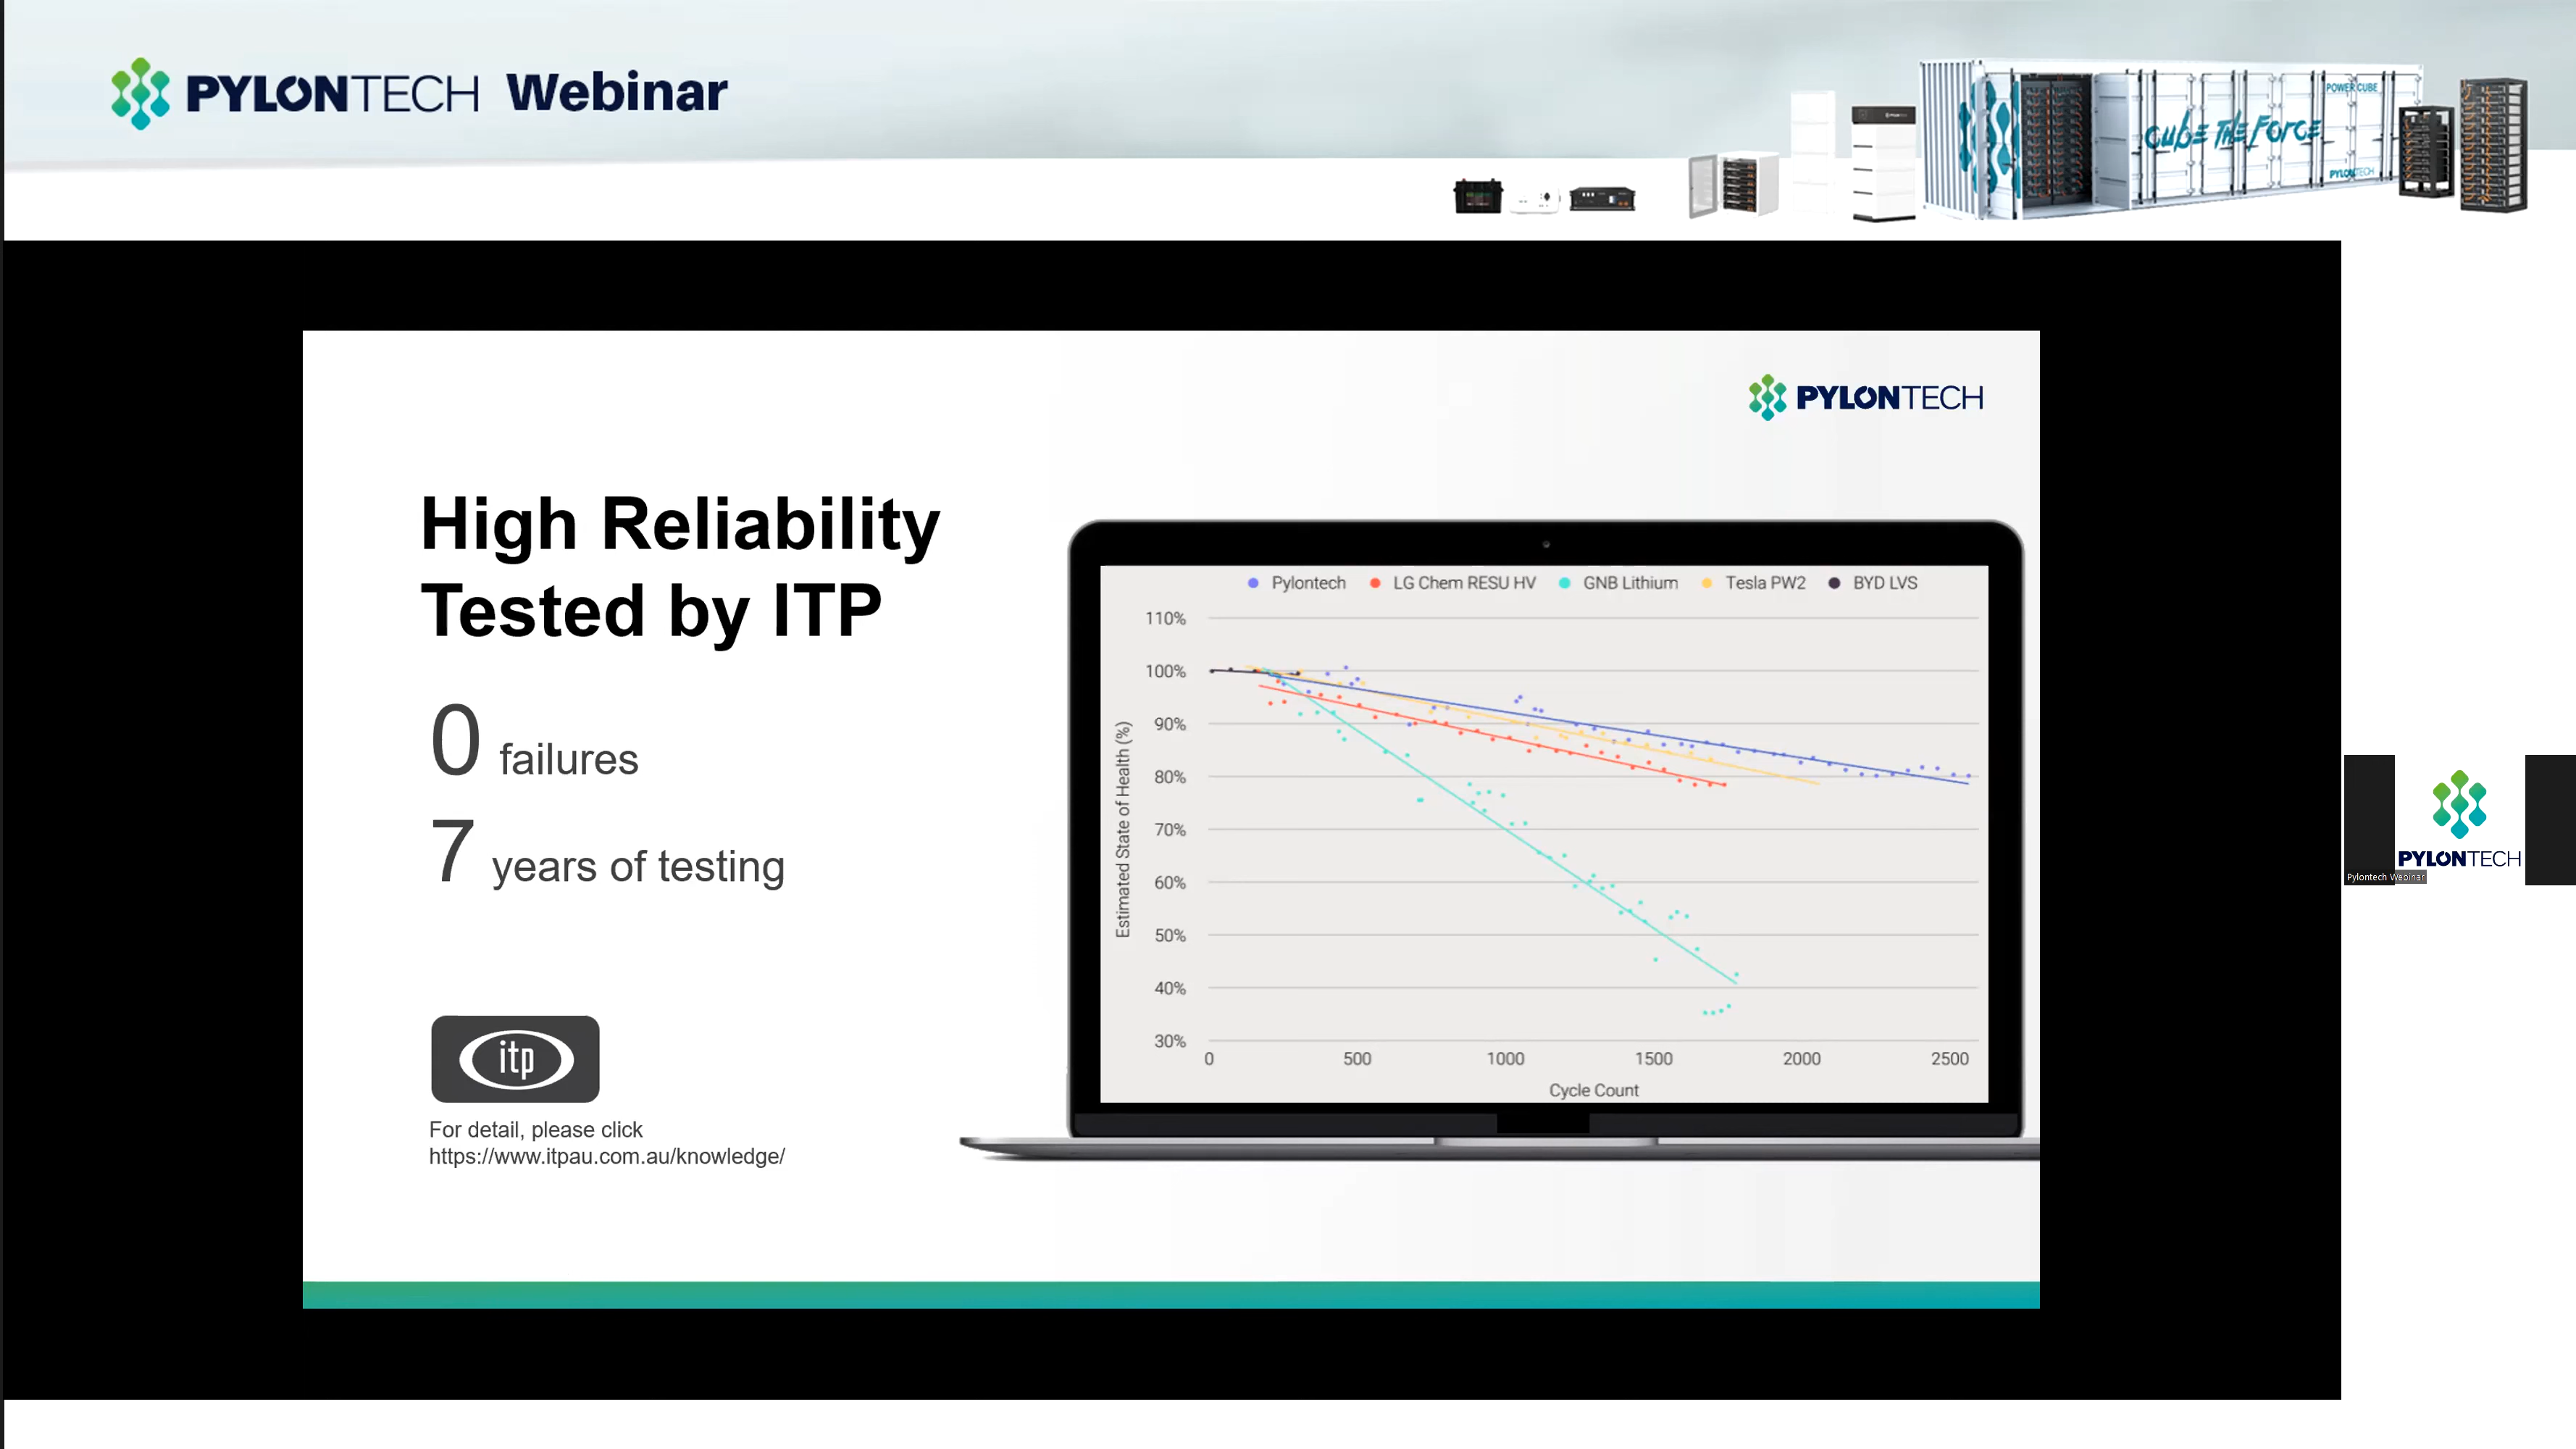 PYLONTECH Webinar
POWER CUBE
CUBE THE FORCE
PYLONTECH
PYLONTECH
High Reliability
Tested by ITP
0 failures
7 years of testing
itp
For detail, please click
https://www.itpau.com.au/knowledge/
Pylontech LG Chem RESU HV GNB Lithium Tesla PW2 BYD LVS
110%
100%
90%
80%
70%
60%
50%
40%
30%
Estimated State of Health (%)
0 500 1000 1500 2000 2500
Cycle Count
PYLONTECH
Pylontech Webinar